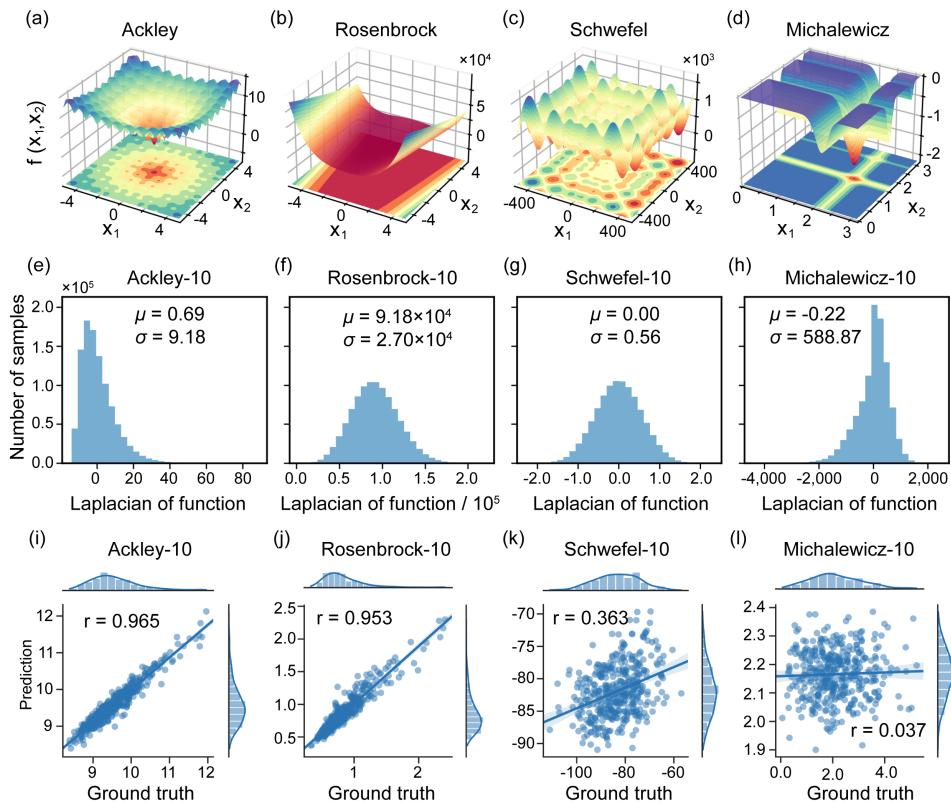 (a) Ackley
(b) Rosenbrock
(c) Schwefel
(d) Michalewicz
f (x₁,x₂)
10
0
-4
0
4
x₁
-4
0
4
x₂
×10⁴
5
0
-4
0
4
x₁
-4
0
4
x₂
×10³
1
0
-400
0
400
x₁
-400
0
400
x₂
0
-1
-2
0
1
2
3
x₁
0
1
2
3
x₂
(e) Ackley-10
×10⁵
μ = 0.69
σ = 9.18
Number of samples
2.0
1.5
1.0
0.5
0.0
0 20 40 60 80
Laplacian of function
(f) Rosenbrock-10
μ = 9.18×10⁴
σ = 2.70×10⁴
0.0 0.5 1.0 1.5 2.0
Laplacian of function / 10⁵
(g) Schwefel-10
μ = 0.00
σ = 0.56
-2.0 -1.0 0.0 1.0 2.0
Laplacian of function
(h) Michalewicz-10
μ = -0.22
σ = 588.87
-4,000 -2,000 0 2,000
Laplacian of function
(i) Ackley-10
r = 0.965
Prediction
12
11
10
9
9 10 11 12
Ground truth
(j) Rosenbrock-10
r = 0.953
2.5
2.0
1.5
1.0
0.5
1 2
Ground truth
(k) Schwefel-10
r = 0.363
-70
-75
-80
-85
-90
-100 -80 -60
Ground truth
(l) Michalewicz-10
2.4
2.3
2.2
2.1
2.0
1.9
r = 0.037
0.0 2.0 4.0
Ground truth